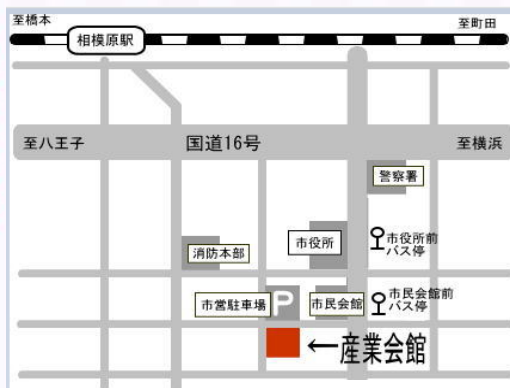 至橋本
至町田
相模原駅
至八王子
国道16号
至横浜
警察署
市役所
市役所前
バス停
消防本部
市営駐車場
P
市民会館
市民会館前
バス停
←産業会館